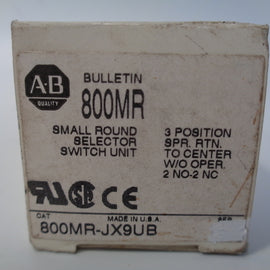 AB
QUALITY
BULLETIN
800MR
SMALL ROUND
SELECTOR
SWITCH UNIT
3 POSITION
SPR. RTN.
TO CENTER
W/O OPER.
2 NO-2 NC
CAT
MADE IN U.S.A.
800MR-JX9UB